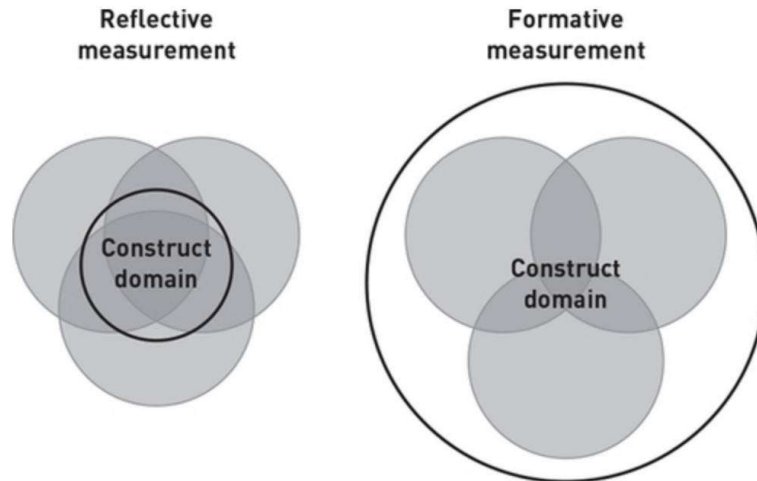 Reflective
measurement
Formative
measurement
Construct
domain
Construct
domain